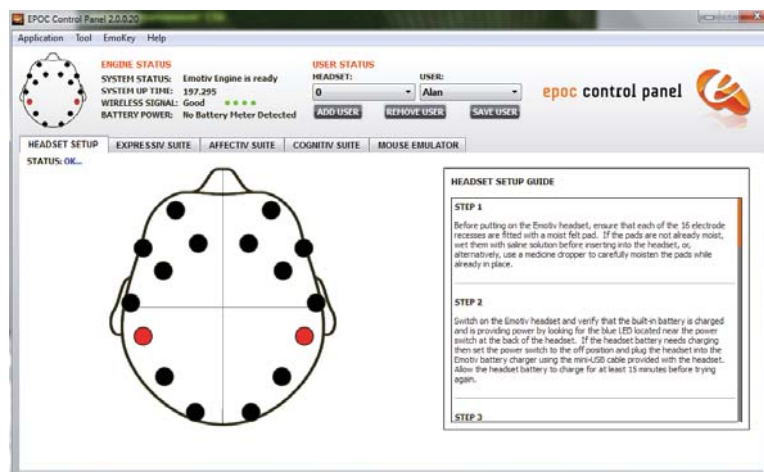 EPOC Control Panel 2.0.0.20
Application Tool EmoKey Help
ENGINE STATUS
SYSTEM STATUS: Emotiv Engine is ready
SYSTEM UP TIME: 197.295
WIRELESS SIGNAL: Good
BATTERY POWER: No Battery Meter Detected
USER STATUS
HEADSET: USER:
0 Alan
ADD USER REMOVE USER SAVE USER
epoc control panel
HEADSET SETUP EXPRESSIV SUITE AFFECTIV SUITE COGNITIV SUITE MOUSE EMULATOR
STATUS: OK...
HEADSET SETUP GUIDE
STEP 1
Before putting on the Emotiv headset, ensure that each of the 16 electrode
recesses are fitted with a moist felt pad. If the pads are not already moist,
wet them with saline solution before inserting into the headset, or,
alternatively, use a medicine dropper to carefully moisten the pads while
already in place.
STEP 2
Switch on the Emotiv headset and verify that the built-in battery is charged
and is providing power by looking for the blue LED located near the power
switch at the back of the headset. If the headset battery needs charging
then set the power switch to the off position and plug the headset into the
Emotiv battery charger using the mini-USB cable provided with the headset.
Allow the headset battery to charge for at least 15 minutes before trying
again.
STEP 3